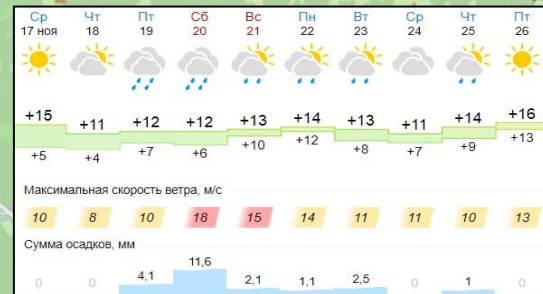 Ср Чт Пт Сб Вс Пн Вт Ср Чт Пт
17 ноя 18 19 20 21 22 23 24 25 26
+15 +11 +12 +12 +13 +14 +13 +11 +14 +16
+5 +4 +7 +6 +10 +12 +8 +7 +9 +13
Максимальная скорость ветра, м/с
10 8 10 18 15 14 11 11 10 13
Сумма осадков, мм
0 0 4,1 11,6 2,1 1,1 2,5 0 1 0